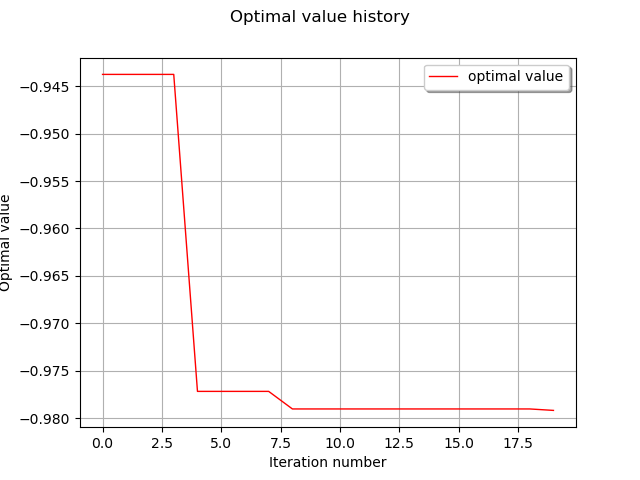 Optimal value history
optimal value
−0.945
−0.950
−0.955
−0.960
−0.965
−0.970
−0.975
−0.980
Optimal value
0.0 2.5 5.0 7.5 10.0 12.5 15.0 17.5
Iteration number